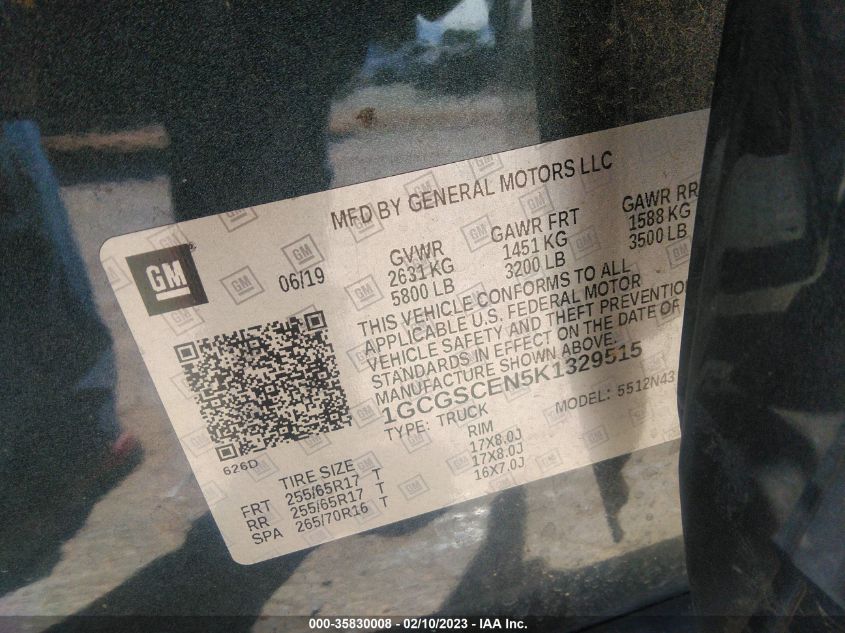 MFD BY GENERAL MOTORS LLC
GM
06/19
GVWR
2631 KG
5800 LB
GAWR FRT
1451 KG
3200 LB
GAWR RR
1588 KG
3500 LB
THIS VEHICLE CONFORMS TO ALL
APPLICABLE U.S. FEDERAL MOTOR
VEHICLE SAFETY AND THEFT PREVENTION
STANDARDS IN EFFECT ON THE DATE OF
MANUFACTURE SHOWN ABOVE.
1GCGSCEN5K1329515
TYPE: TRUCK
MODEL: 5512N43
626D
TIRE SIZE RIM
FRT 255/65R17 T 17X8.0J
RR 255/65R17 T 17X8.0J
SPA 265/70R16 T 16X7.0J
000-35830008 - 02/10/2023 - IAA Inc.